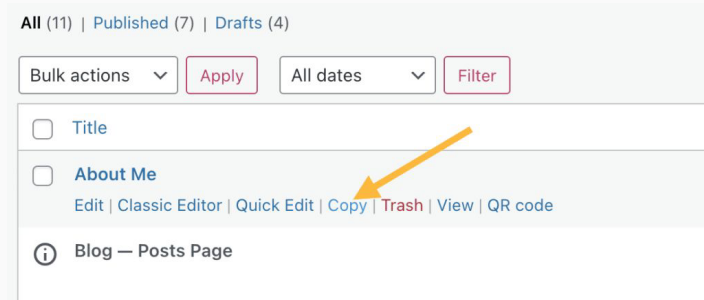 All (11) | Published (7) | Drafts (4)
Bulk actions Apply All dates Filter
Title
About Me
Edit | Classic Editor | Quick Edit | Copy | Trash | View | QR code
Blog — Posts Page